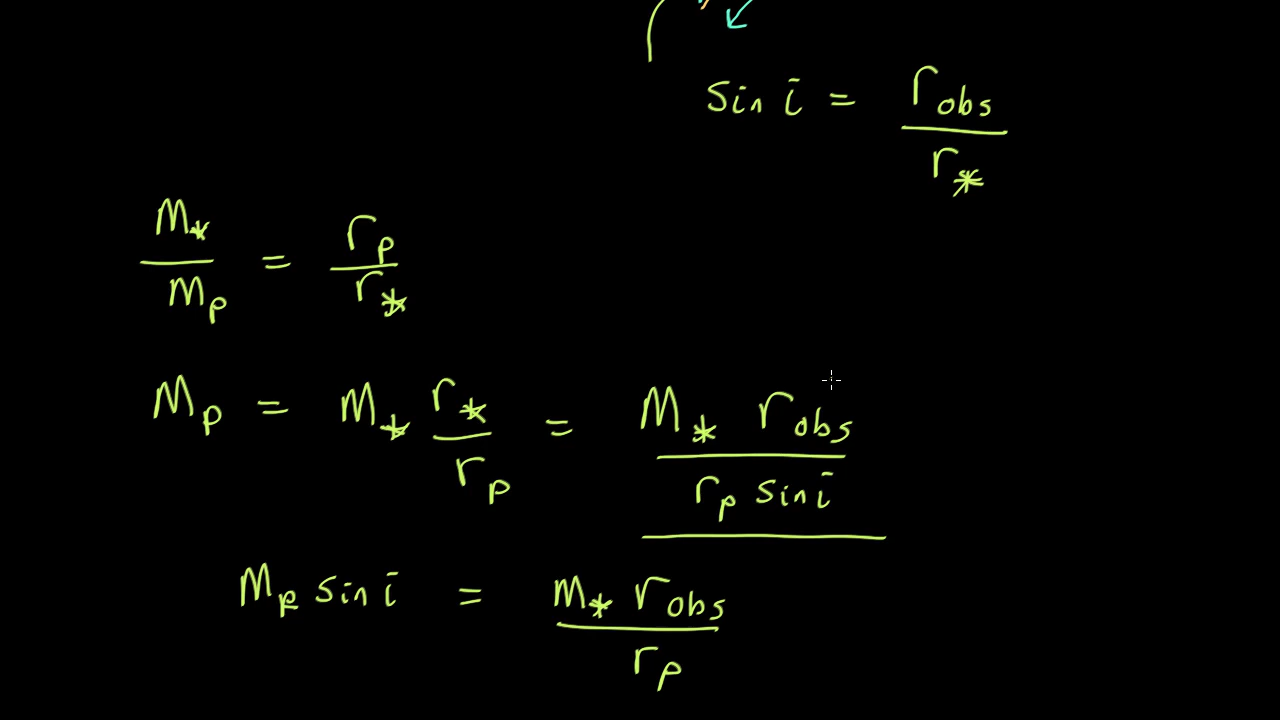 sin i = r_obs / r_*
m_* / m_p = r_p / r_*
m_p = m_* r_* / r_p = m_* r_obs / r_p sin i
m_p sin i = m_* r_obs / r_p